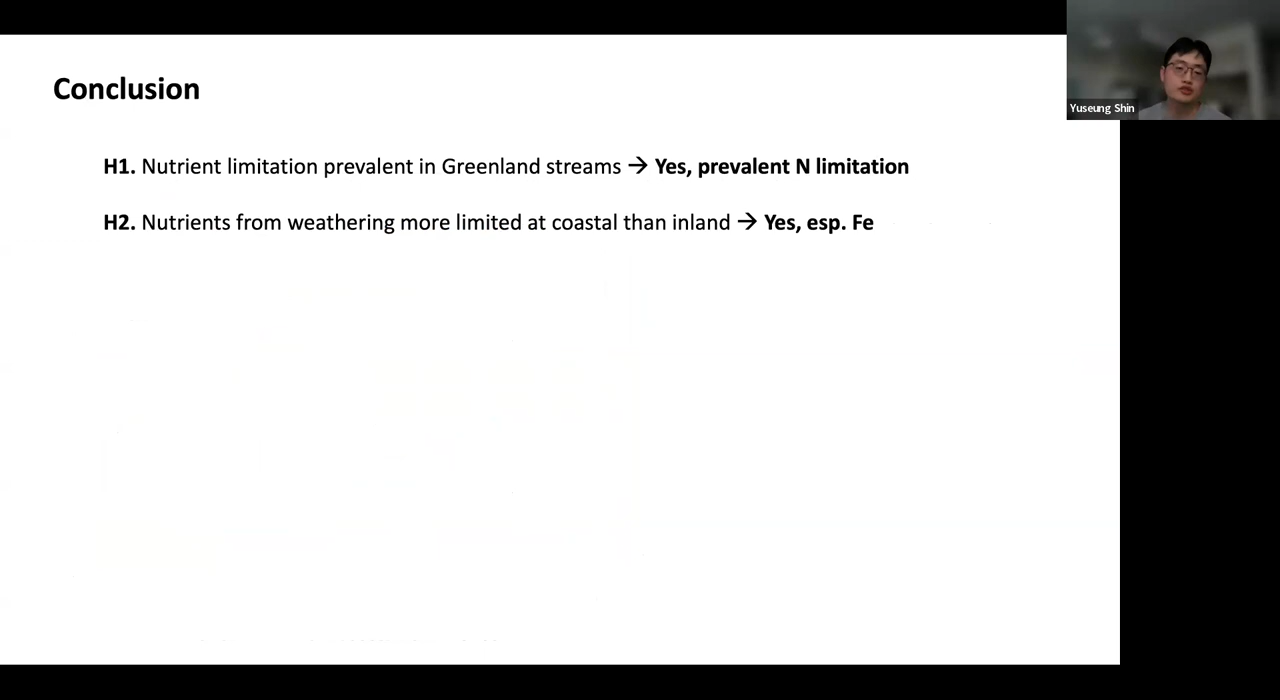 Conclusion
H1. Nutrient limitation prevalent in Greenland streams → Yes, prevalent N limitation
H2. Nutrients from weathering more limited at coastal than inland → Yes, esp. Fe
Yuseung Shin